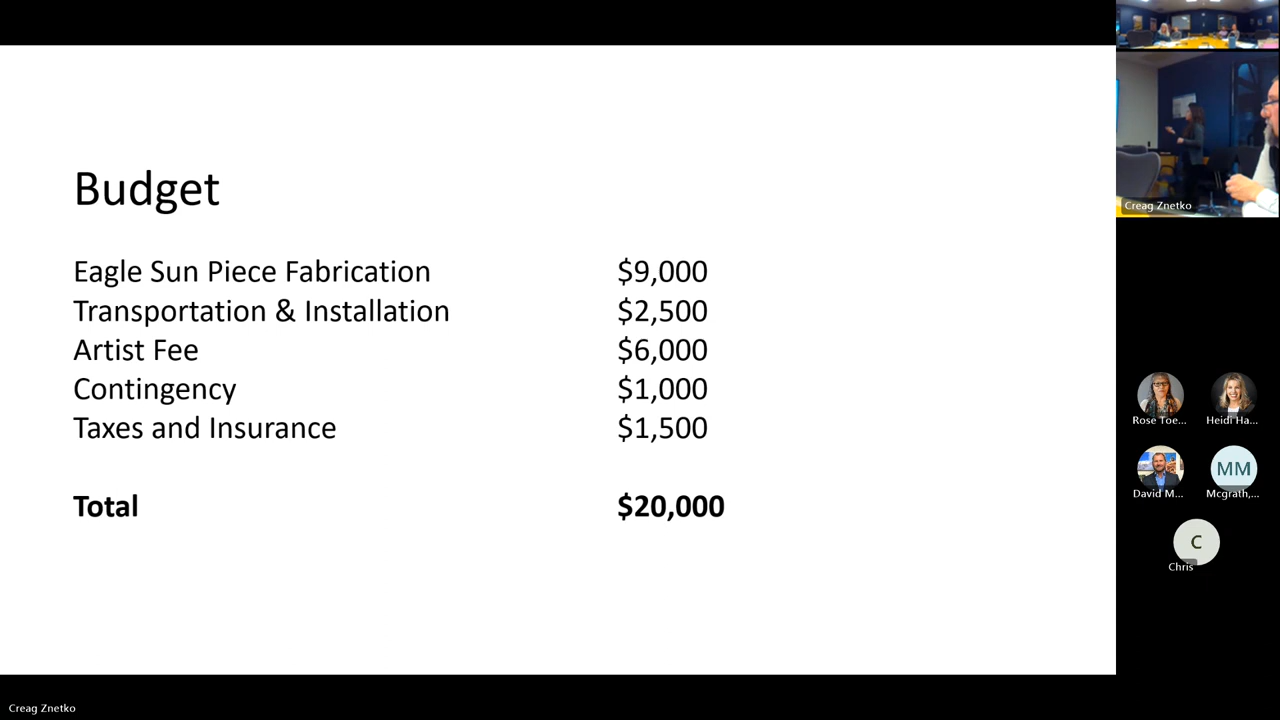 Budget
Eagle Sun Piece Fabrication $9,000
Transportation & Installation $2,500
Artist Fee $6,000
Contingency $1,000
Taxes and Insurance $1,500
Total $20,000
Creag Znetko
Rose Toe... Heidi Ha...
David M... MM
Mcgrath,...
C
Chris
Creag Znetko